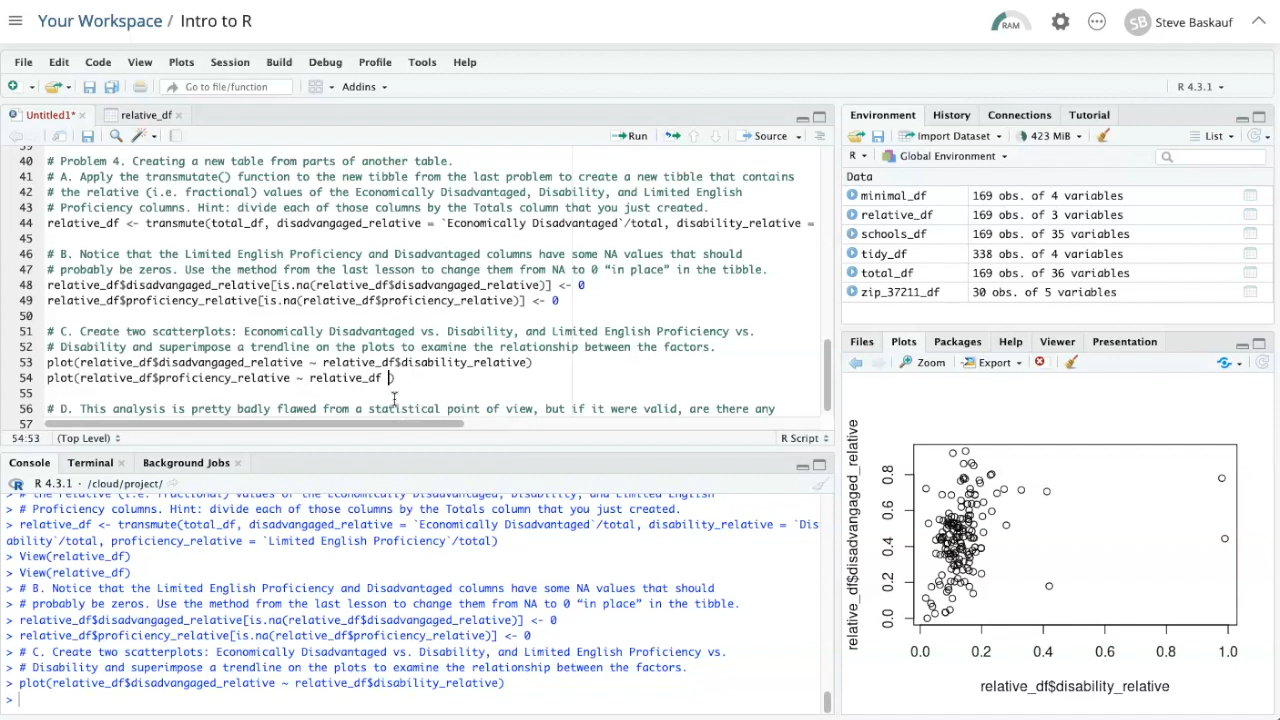 Your Workspace / Intro to R
RAM
SB Steve Baskauf
File Edit Code View Plots Session Build Debug Profile Tools Help
Go to file/function
Addins
R 4.3.1
Untitled1*
relative_df
Run
Source
39
40 # Problem 4. Creating a new table from parts of another table.
41 # A. Apply the transmutate() function to the new tibble from the last problem to create a new tibble that contains
42 # the relative (i.e. fractional) values of the Economically Disadvantaged, Disability, and Limited English
43 # Proficiency columns. Hint: divide each of those columns by the Totals column that you just created.
44 relative_df <- transmute(total_df, disadvangaged_relative = `Economically Disadvantaged`/total, disability_relative =
45
46 # B. Notice that the Limited English Proficiency and Disadvantaged columns have some NA values that should
47 # probably be zeros. Use the method from the last lesson to change them from NA to 0 “in place” in the tibble.
48 relative_df$disadvangaged_relative[is.na(relative_df$disadvangaged_relative)] <- 0
49 relative_df$proficiency_relative[is.na(relative_df$proficiency_relative)] <- 0
50
51 # C. Create two scatterplots: Economically Disadvantaged vs. Disability, and Limited English Proficiency vs.
52 # Disability and superimpose a trendline on the plots to examine the relationship between the factors.
53 plot(relative_df$disadvangaged_relative ~ relative_df$disability_relative)
54 plot(relative_df$proficiency_relative ~ relative_df )
55
56 # D. This analysis is pretty badly flawed from a statistical point of view, but if it were valid, are there any
57
54:53 (Top Level) R Script
Console Terminal Background Jobs
R 4.3.1 · /cloud/project/
> # the relative (i.e. fractional) values of the Economically Disadvantaged, Disability, and Limited English
> # Proficiency columns. Hint: divide each of those columns by the Totals column that you just created.
> relative_df <- transmute(total_df, disadvangaged_relative = `Economically Disadvantaged`/total, disability_relative = `Dis
ability`/total, proficiency_relative = `Limited English Proficiency`/total)
> View(relative_df)
> View(relative_df)
> # B. Notice that the Limited English Proficiency and Disadvantaged columns have some NA values that should
> # probably be zeros. Use the method from the last lesson to change them from NA to 0 “in place” in the tibble.
> relative_df$disadvangaged_relative[is.na(relative_df$disadvangaged_relative)] <- 0
> relative_df$proficiency_relative[is.na(relative_df$proficiency_relative)] <- 0
> # C. Create two scatterplots: Economically Disadvantaged vs. Disability, and Limited English Proficiency vs.
> # Disability and superimpose a trendline on the plots to examine the relationship between the factors.
> plot(relative_df$disadvangaged_relative ~ relative_df$disability_relative)
>
Environment History Connections Tutorial
Import Dataset 423 MiB List
R Global Environment
Data
minimal_df 169 obs. of 4 variables
relative_df 169 obs. of 3 variables
schools_df 169 obs. of 35 variables
tidy_df 338 obs. of 4 variables
total_df 169 obs. of 36 variables
zip_37211_df 30 obs. of 5 variables
Files Plots Packages Help Viewer Presentation
Zoom Export
relative_df$disadvangaged_relative
0.8
0.6
0.4
0.2
0.0
0.0 0.2 0.4 0.6 0.8 1.0
relative_df$disability_relative